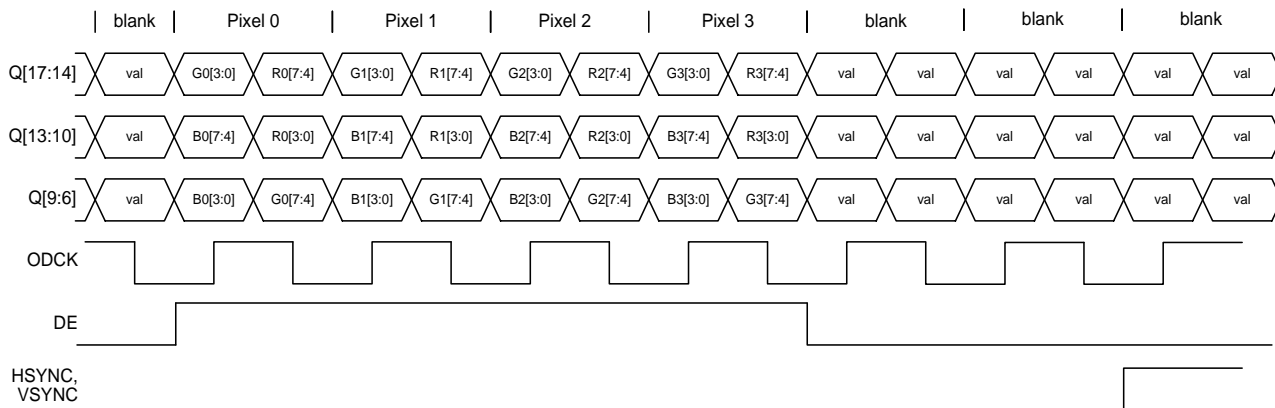 | blank | Pixel 0 | Pixel 1 | Pixel 2 | Pixel 3 | blank | blank | blank
Q[17:14] val G0[3:0] R0[7:4] G1[3:0] R1[7:4] G2[3:0] R2[7:4] G3[3:0] R3[7:4] val val val val val val
Q[13:10] val B0[7:4] R0[3:0] B1[7:4] R1[3:0] B2[7:4] R2[3:0] B3[7:4] R3[3:0] val val val val val val
Q[9:6] val B0[3:0] G0[7:4] B1[3:0] G1[7:4] B2[3:0] G2[7:4] B3[3:0] G3[7:4] val val val val val val
ODCK
DE
HSYNC,
VSYNC